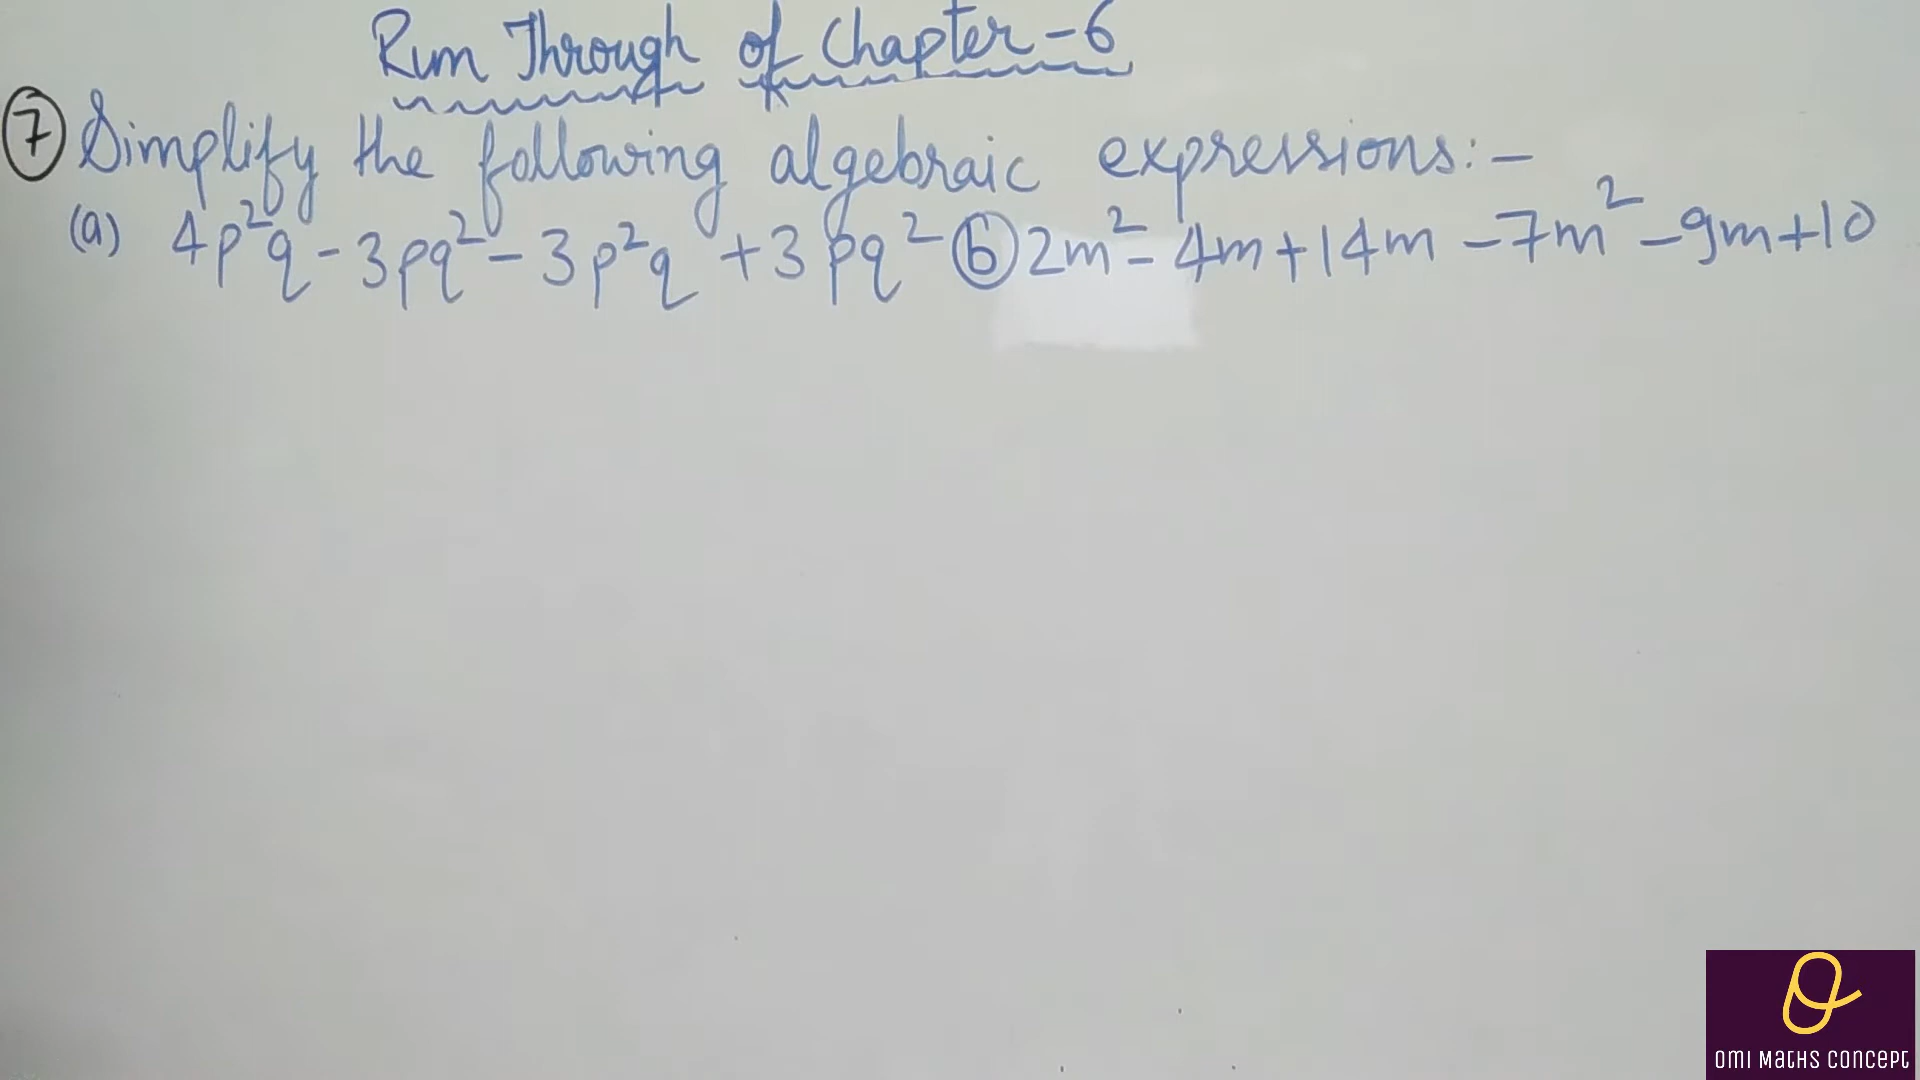 Run Through of Chapter-6
7 Simplify the following algebraic expressions:-
(a) 4p²q - 3pq² - 3p²q + 3pq² (b) 2m² - 4m + 14m - 7m² - 9m + 10
OMI MATHS CONCEPT